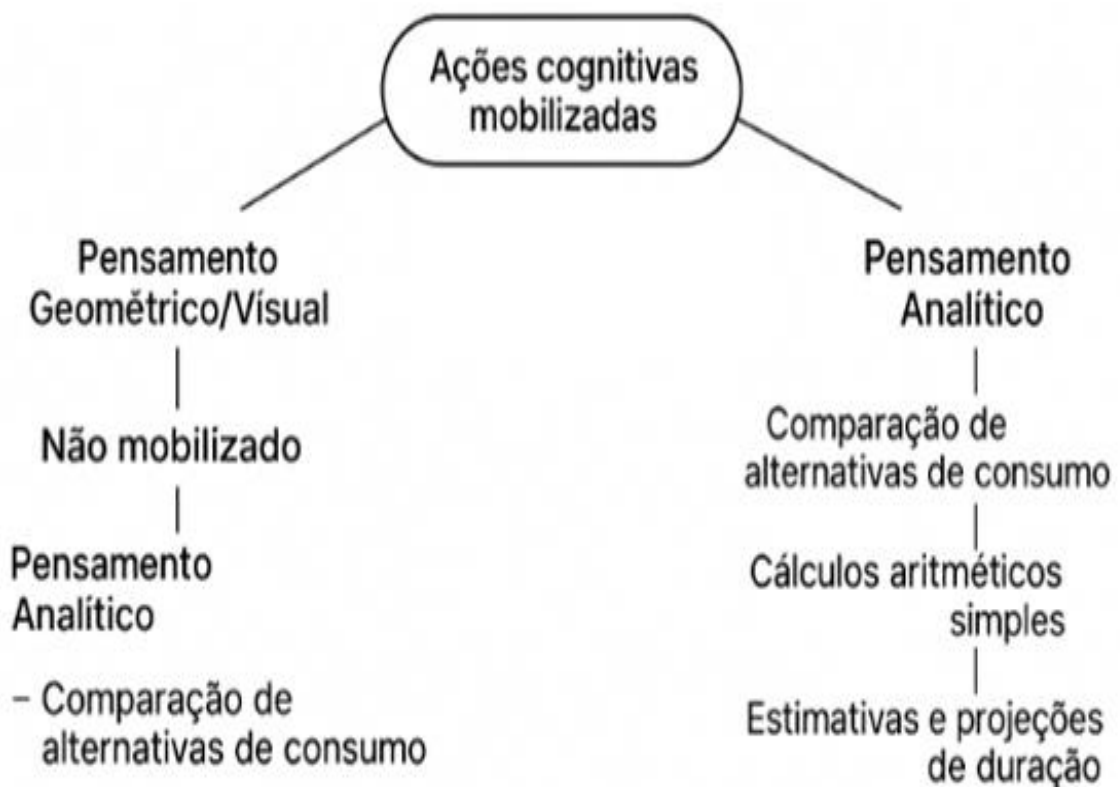 Ações cognitivas
mobilizadas
Pensamento
Geométrico/Vísual
Não mobilizado
Pensamento
Analítico
– Comparação de
alternativas de consumo
Pensamento
Analítico
Comparação de
alternativas de consumo
Cálculos aritméticos
simples
Estimativas e projeções
de duração